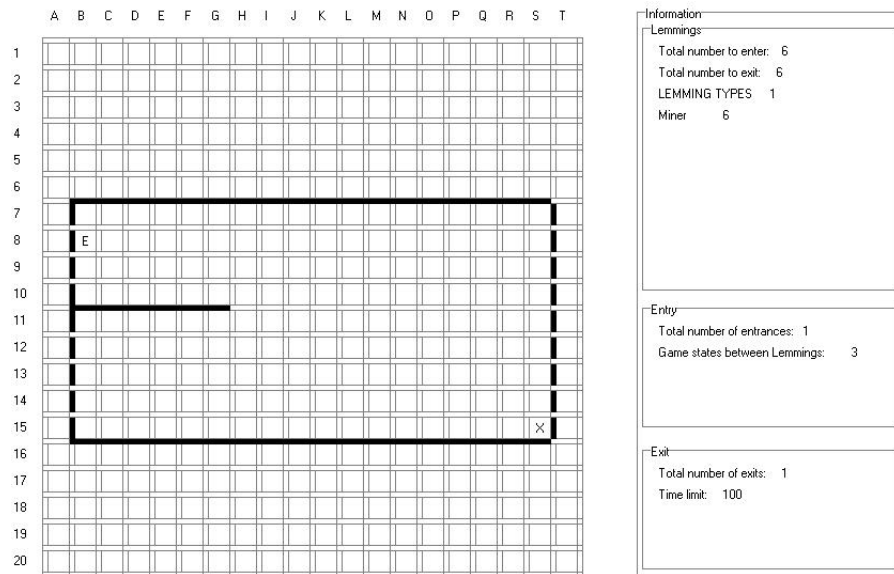 A B C D E F G H I J K L M N O P Q R S T
1
2
3
4
5
6
7
8 E
9
10
11
12
13
14
15 X
16
17
18
19
20
Information
Lemmings
Total number to enter: 6
Total number to exit: 6
LEMMING TYPES 1
Miner 6
Entry
Total number of entrances: 1
Game states between Lemmings: 3
Exit
Total number of exits: 1
Time limit: 100